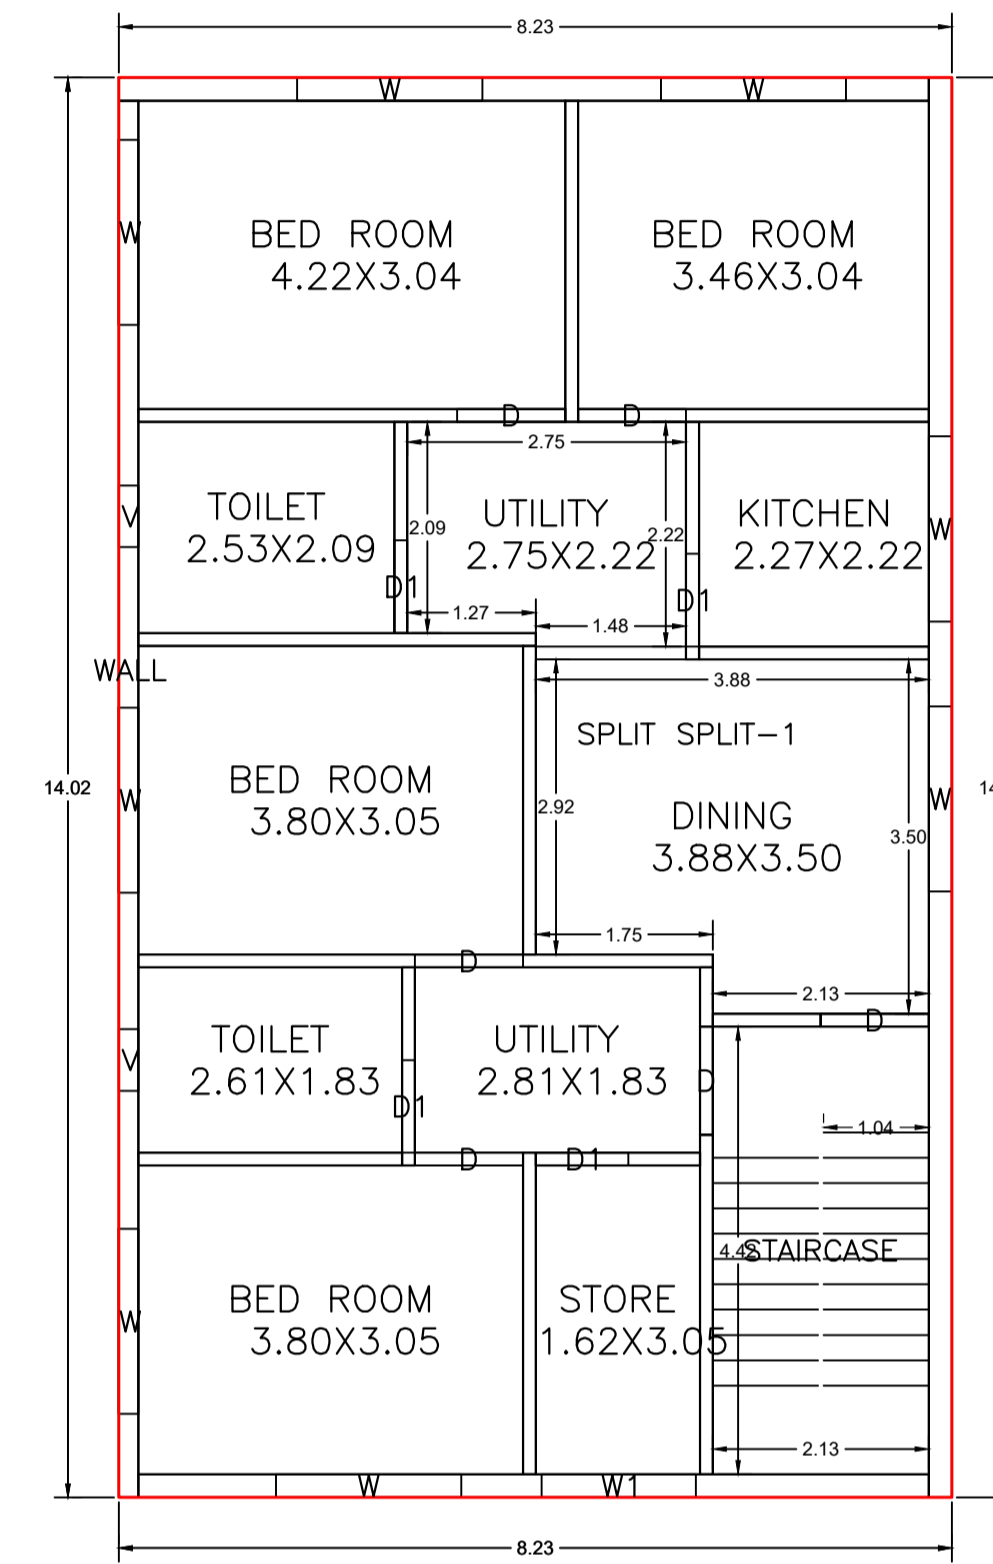 8.23
W
W
W
BED ROOM
4.22X3.04
BED ROOM
3.46X3.04
D
D
2.75
TOILET
2.53X2.09
V
2.09
UTILITY
2.75X2.22
2.22
KITCHEN
2.27X2.22
W
D1
D1
1.27
1.48
WALL
3.88
SPLIT SPLIT-1
14.02
14
BED ROOM
3.80X3.05
W
2.92
DINING
3.88X3.50
W
3.50
1.75
D
2.13
D
TOILET
2.61X1.83
V
UTILITY
2.81X1.83
D
D1
1.04
D
D1
4.42
STAIRCASE
BED ROOM
3.80X3.05
W
STORE
1.62X3.05
2.13
W
W1
8.23